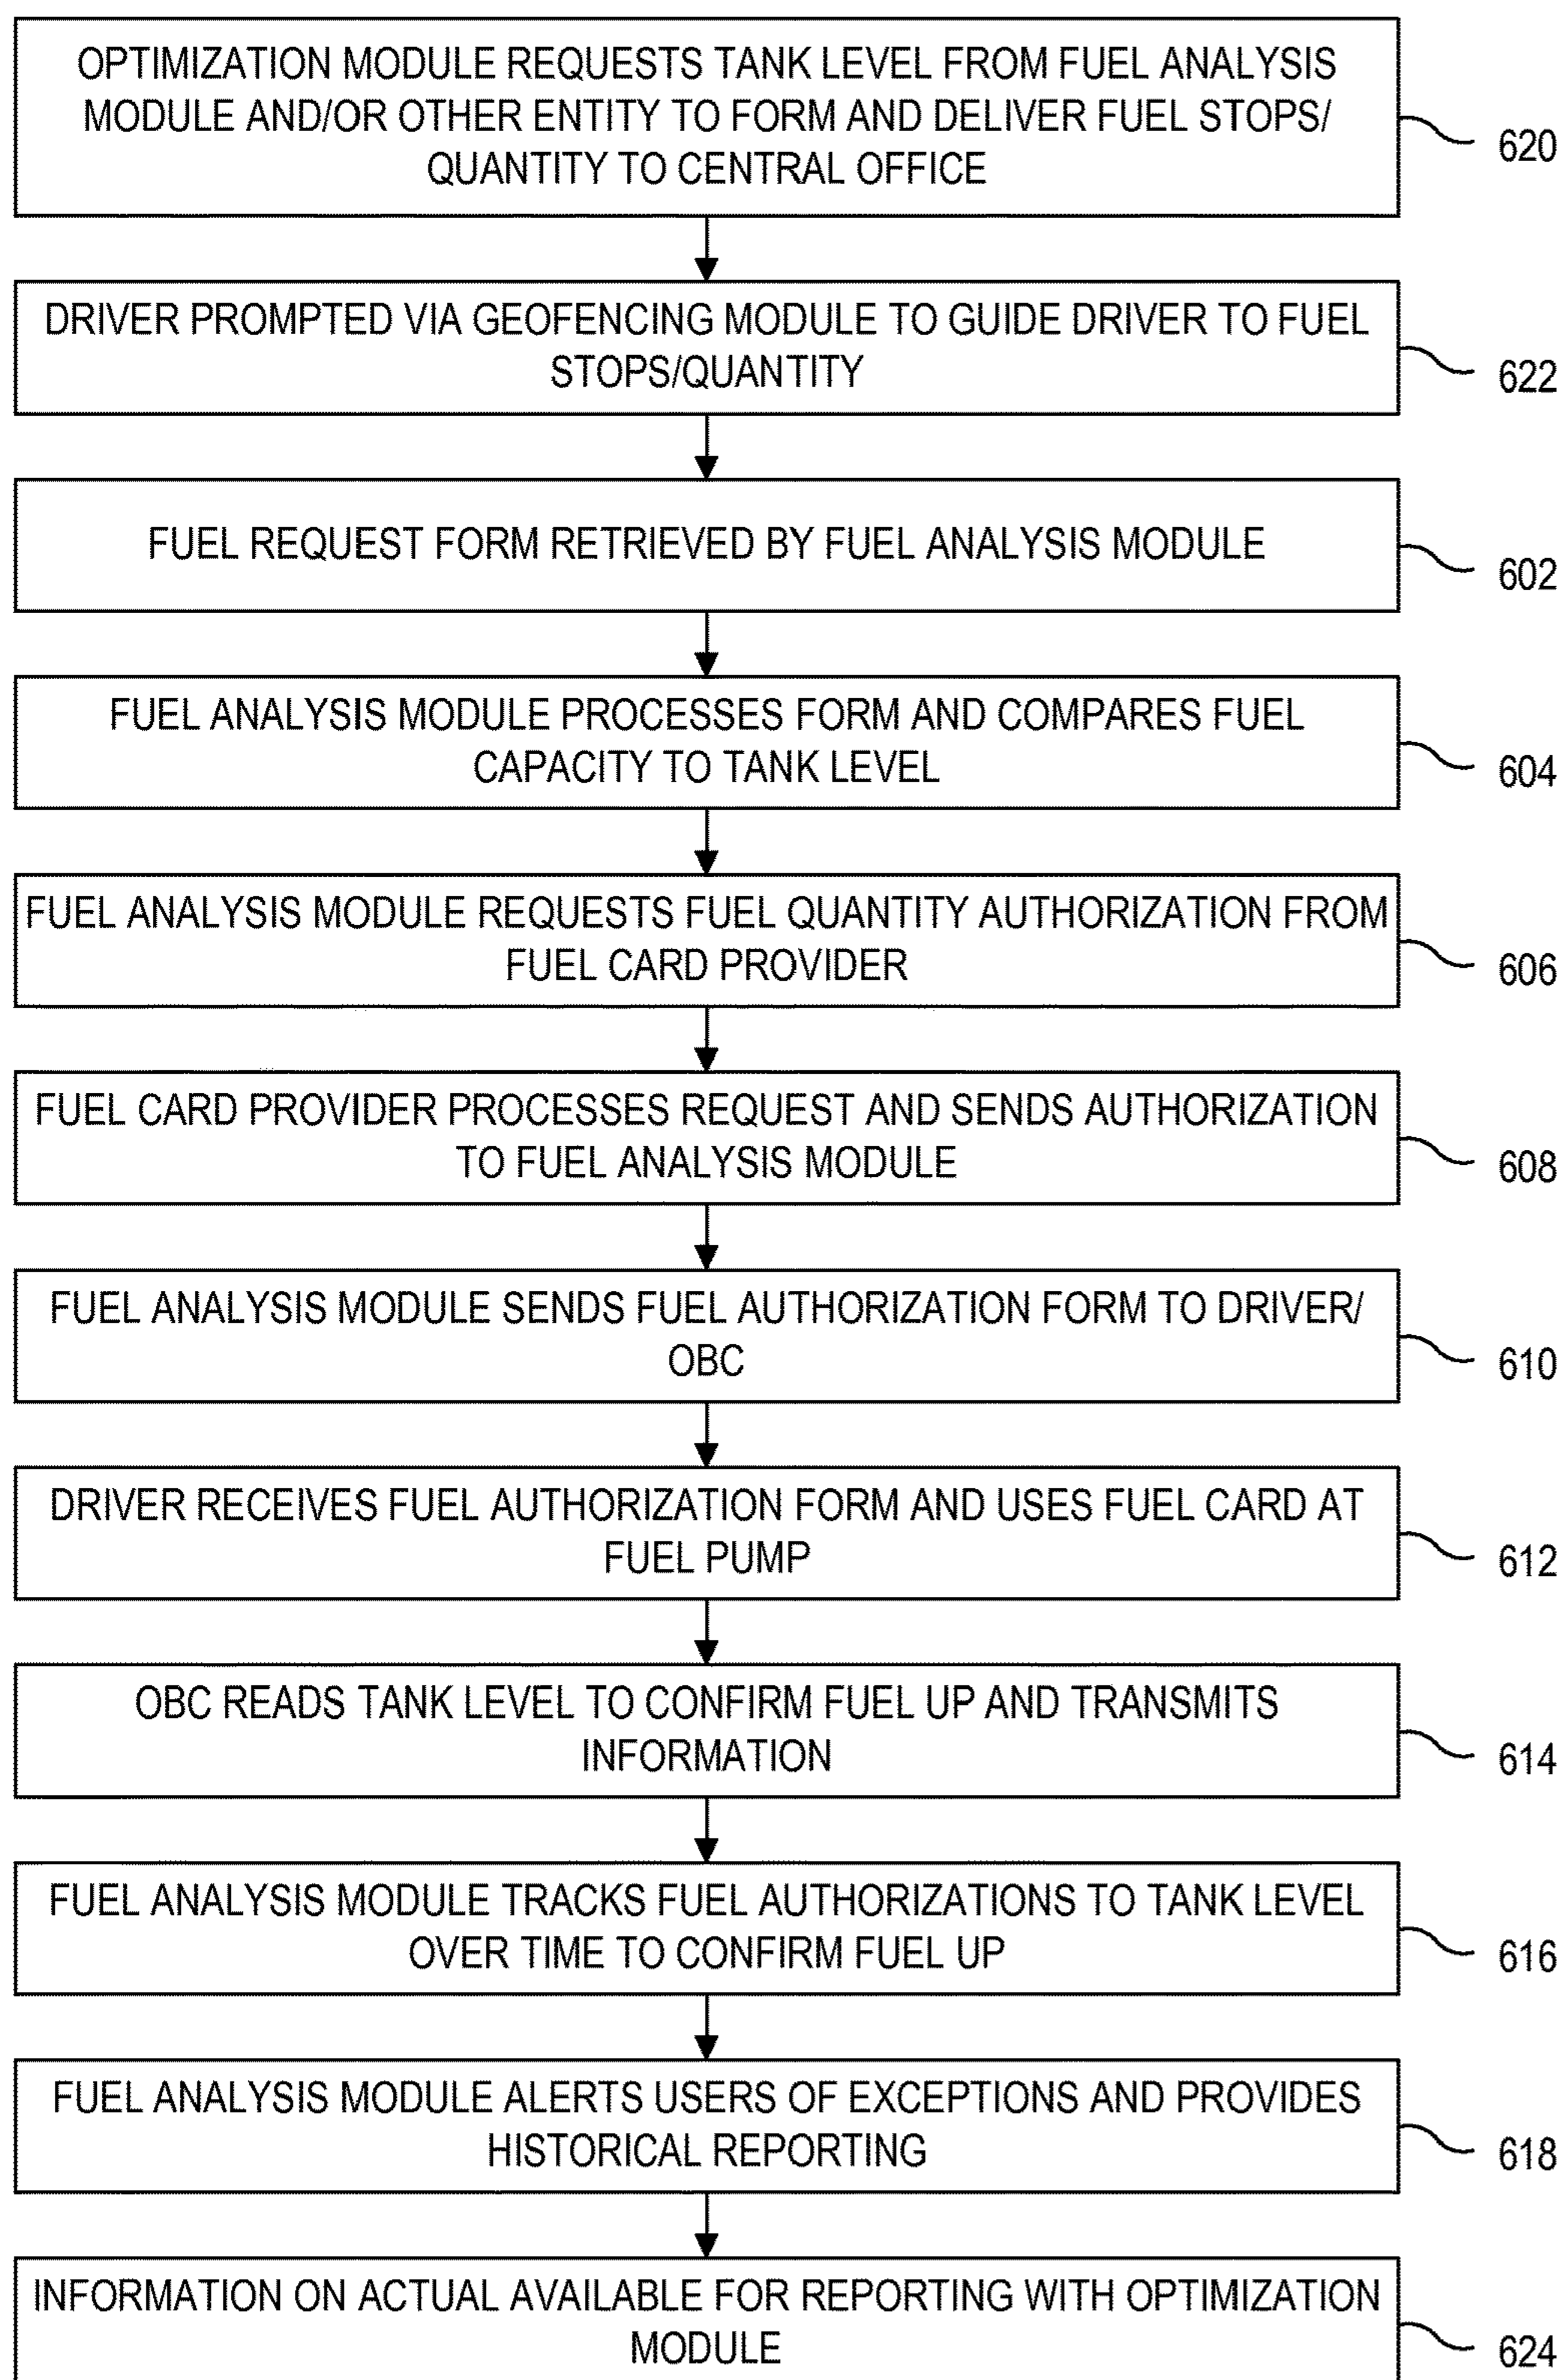 OPTIMIZATION MODULE REQUESTS TANK LEVEL FROM FUEL ANALYSIS
MODULE AND/OR OTHER ENTITY TO FORM AND DELIVER FUEL STOPS/
QUANTITY TO CENTRAL OFFICE
620
DRIVER PROMPTED VIA GEOFENCING MODULE TO GUIDE DRIVER TO FUEL
STOPS/QUANTITY
622
FUEL REQUEST FORM RETRIEVED BY FUEL ANALYSIS MODULE
602
FUEL ANALYSIS MODULE PROCESSES FORM AND COMPARES FUEL
CAPACITY TO TANK LEVEL
604
FUEL ANALYSIS MODULE REQUESTS FUEL QUANTITY AUTHORIZATION FROM
FUEL CARD PROVIDER
606
FUEL CARD PROVIDER PROCESSES REQUEST AND SENDS AUTHORIZATION
TO FUEL ANALYSIS MODULE
608
FUEL ANALYSIS MODULE SENDS FUEL AUTHORIZATION FORM TO DRIVER/
OBC
610
DRIVER RECEIVES FUEL AUTHORIZATION FORM AND USES FUEL CARD AT
FUEL PUMP
612
OBC READS TANK LEVEL TO CONFIRM FUEL UP AND TRANSMITS
INFORMATION
614
FUEL ANALYSIS MODULE TRACKS FUEL AUTHORIZATIONS TO TANK LEVEL
OVER TIME TO CONFIRM FUEL UP
616
FUEL ANALYSIS MODULE ALERTS USERS OF EXCEPTIONS AND PROVIDES
HISTORICAL REPORTING
618
INFORMATION ON ACTUAL AVAILABLE FOR REPORTING WITH OPTIMIZATION
MODULE
624